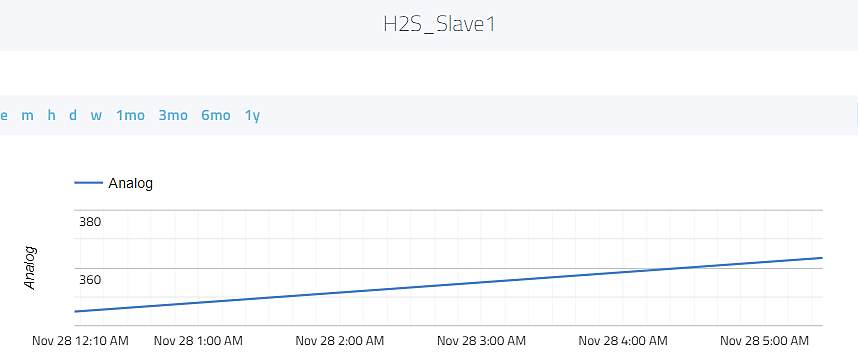 H2S_Slave1
e m h d w 1mo 3mo 6mo 1y
Analog
380
Analog
360
Nov 28 12:10 AM Nov 28 1:00 AM Nov 28 2:00 AM Nov 28 3:00 AM Nov 28 4:00 AM Nov 28 5:00 AM